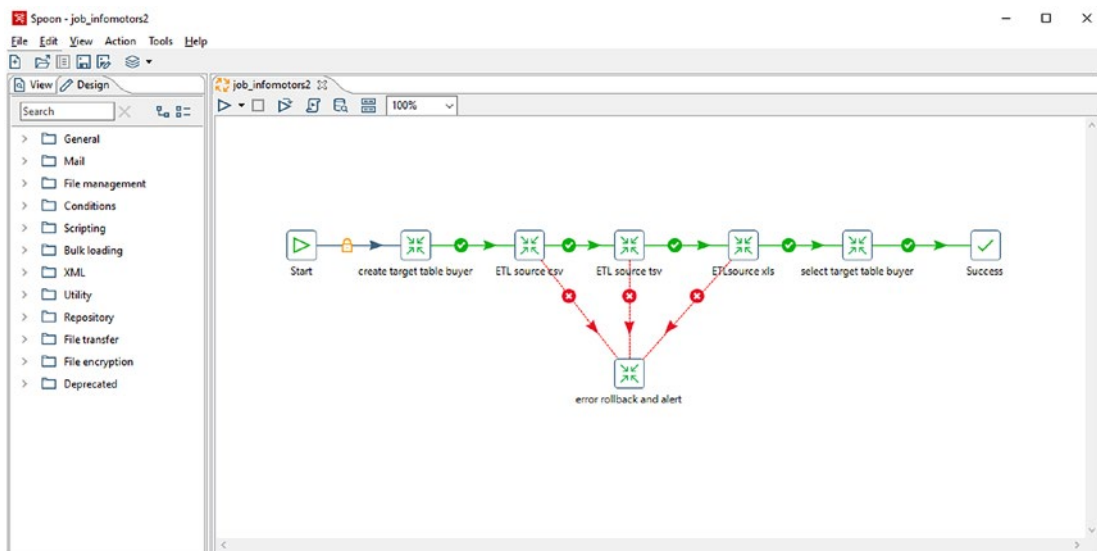 Spoon - job_infomotors2
File Edit View Action Tools Help
View Design
job_infomotors2
Search
100%
General
Mail
File management
Conditions
Scripting
Bulk loading
XML
Utility
Repository
File transfer
File encryption
Deprecated
Start create target table buyer ETL source csv ETL source tsv ETLsource xls select target table buyer Success
error rollback and alert